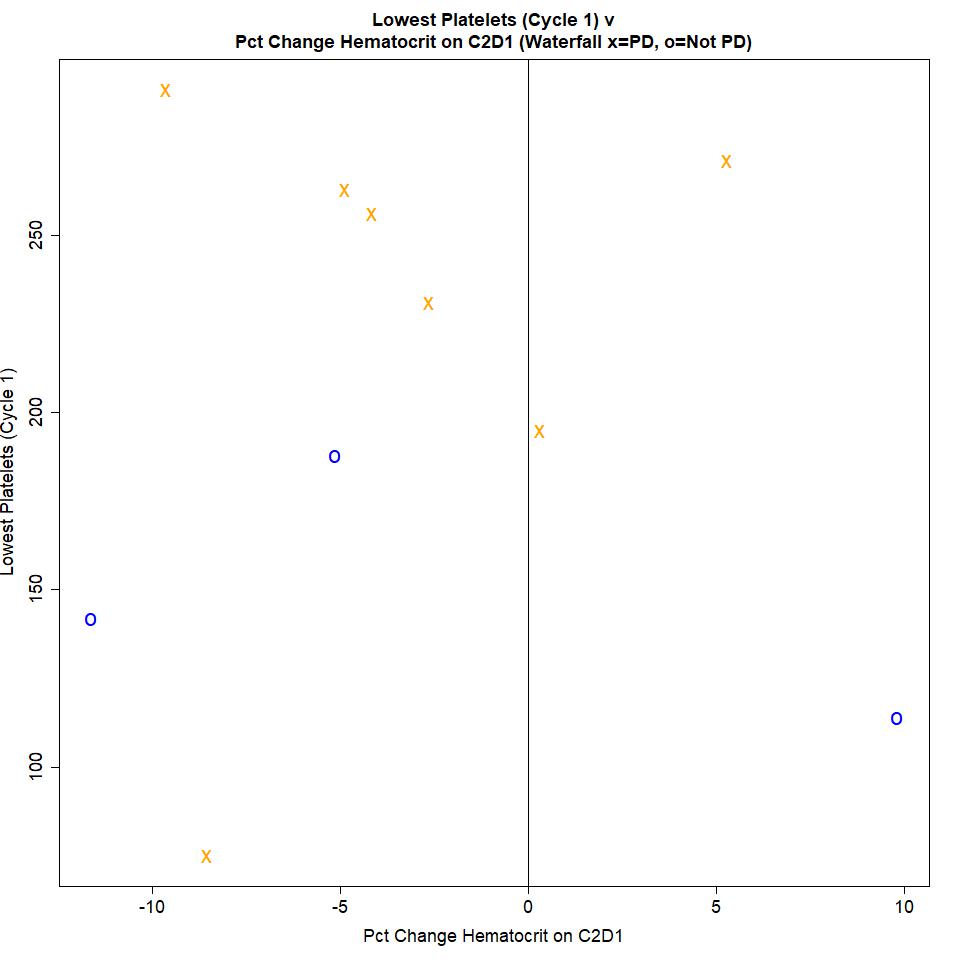 Lowest Platelets (Cycle 1) v
Pct Change Hematocrit on C2D1 (Waterfall x=PD, o=Not PD)
X
X
X
X
X
X
X
O
O
O
250
200
150
100
Lowest Platelets (Cycle 1)
-10
-5
0
5
10
Pct Change Hematocrit on C2D1